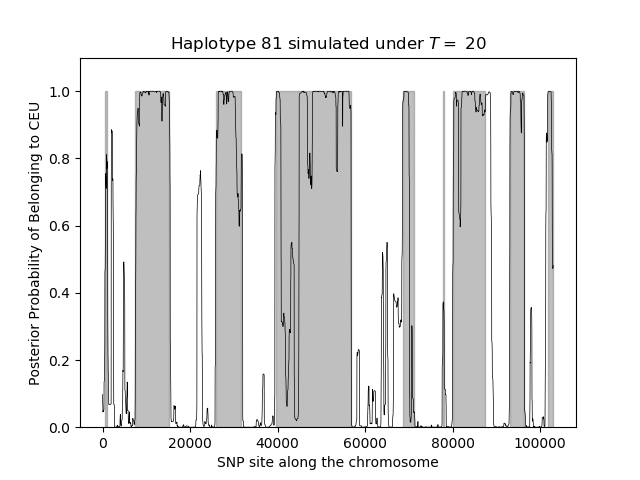 Haplotype 81 simulated under T = 20
Posterior Probability of Belonging to CEU
1.0
0.8
0.6
0.4
0.2
0.0
0 20000 40000 60000 80000 100000
SNP site along the chromosome